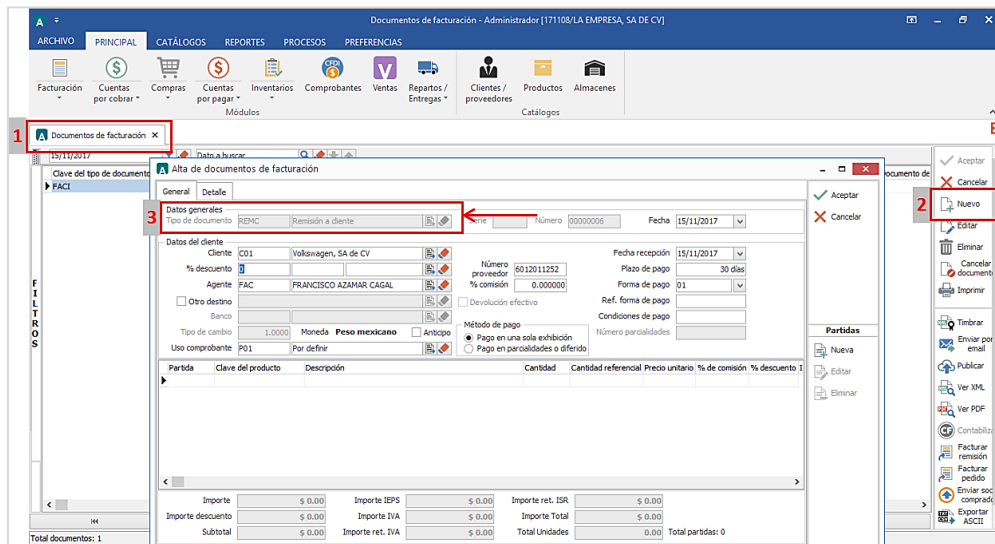 Documentos de facturación - Administrador [171108/LA EMPRESA, SA DE CV]
ARCHIVO PRINCIPAL CATÁLOGOS REPORTES PROCESOS PREFERENCIAS
Facturación Cuentas por cobrar Compras Cuentas por pagar Inventarios Comprobantes Ventas Repartos / Entregas Clientes / proveedores Productos Almacenes
Módulos Catálogos
1 Documentos de facturación
15/11/2017 Dato a buscar
Clave del tipo de documento
FACI
FILTROS
Alta de documentos de facturación
General Detalle
Datos generales
3 Tipo de documento REMC Remisión a cliente Serie Número 00000006 Fecha 15/11/2017
Datos del cliente
Cliente C01 Volkswagen, SA de CV Número proveedor 6012011252 Fecha recepción 15/11/2017
% descuento 0 Plazo de pago 30 días
Agente FAC FRANCISCO AZAMAR CAGAL % comisión 0.000000 Forma de pago 01
Otro destino Devolución efectivo Ref. forma de pago
Banco Condiciones de pago
Tipo de cambio 1.0000 Moneda Peso mexicano Anticipo Método de pago Número parcialidades
Pago en una sola exhibición
Uso comprobante P01 Por definir Pago en parcialidades o diferido
Partida Clave del producto Descripción Cantidad Cantidad referencial Precio unitario % de comisión % descuento I
Importe $ 0.00 Importe IEPS $ 0.00 Importe ret. ISR $ 0.00
Importe descuento $ 0.00 Importe IVA $ 0.00 Importe Total $ 0.00
Subtotal $ 0.00 Importe ret. IVA $ 0.00 Total Unidades 0.00 Total partidas: 0
Aceptar
Cancelar
Partidas
Nueva
Editar
Eliminar
ocumento de
Aceptar
Cancelar
2 Nuevo
Editar
Eliminar
Cancelar
document
Imprimir
Timbrar
Enviar por
email
Publicar
Ver XML
Ver PDF
Contabiliz
Facturar
remisión
Facturar
pedido
Enviar soc
comprado
Exportar
ASCII
Total documentos: 1